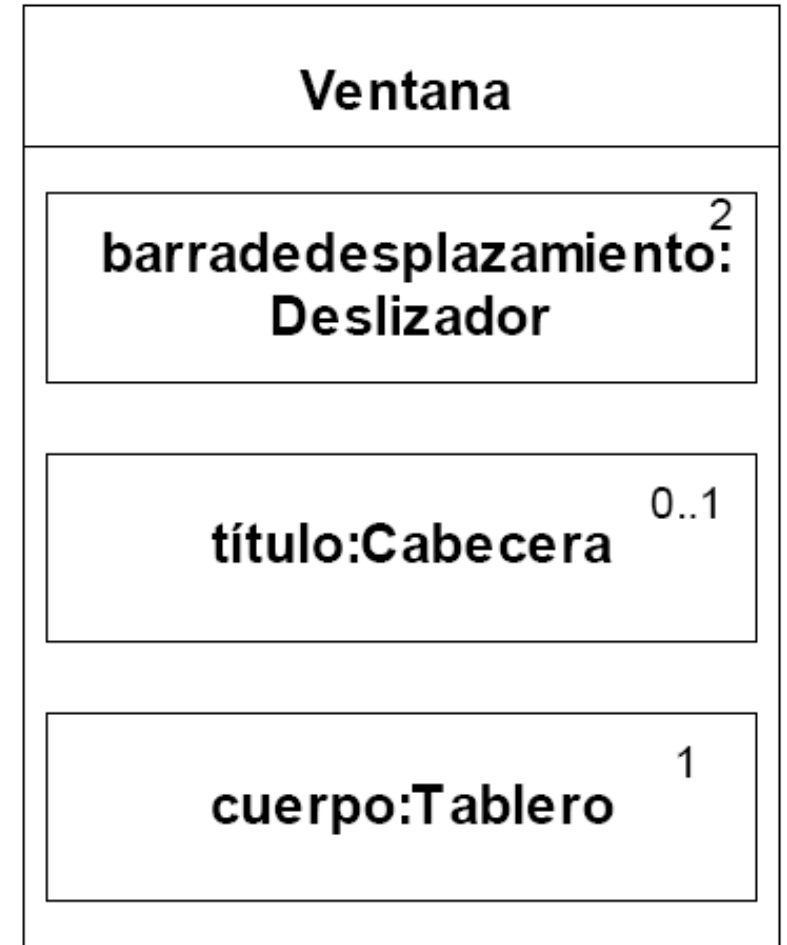 Ventana
2
barradedesplazamiento:
Deslizador
0..1
título:Cabecera
1
cuerpo:Tablero